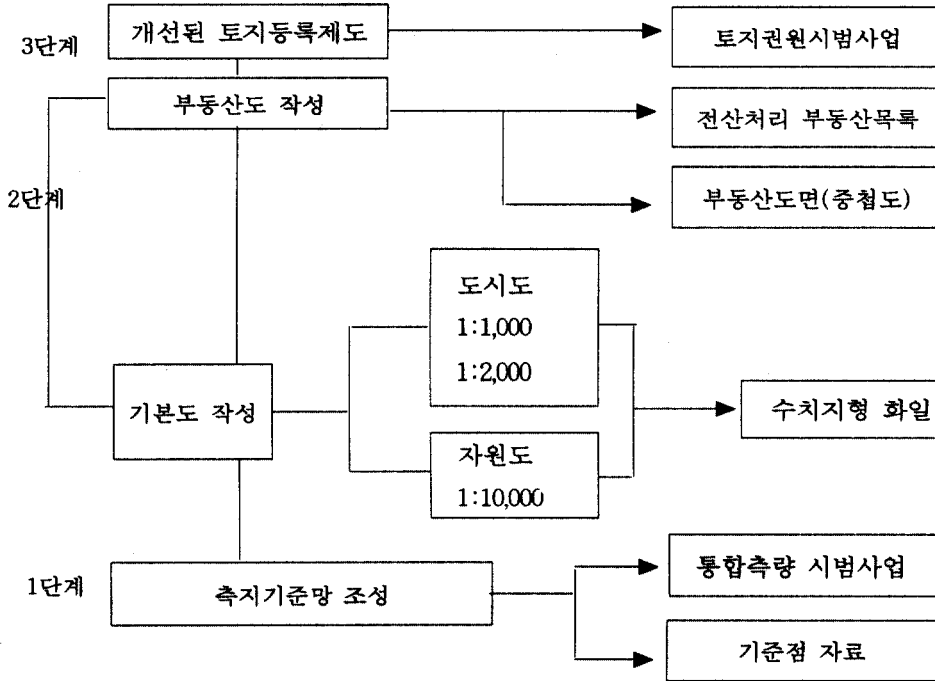 3단계
개선된 토지등록제도
토지권원시범사업
부동산도 작성
전산처리 부동산목록
2단계
부동산도면(중첩도)
도시도
1:1,000
1:2,000
기본도 작성
수치지형 화일
자원도
1:10,000
1단계
측지기준망 조성
통합측량 시범사업
기준점 자료